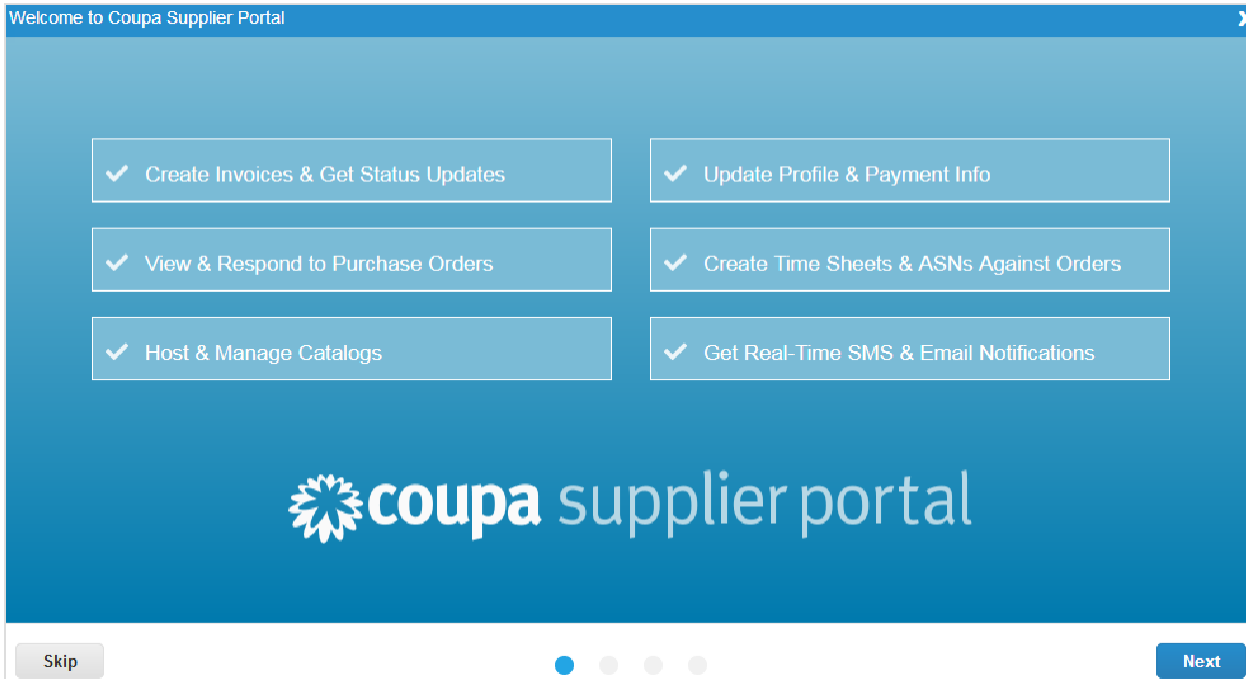 Welcome to Coupa Supplier Portal
Create Invoices & Get Status Updates
Update Profile & Payment Info
View & Respond to Purchase Orders
Create Time Sheets & ASNs Against Orders
Host & Manage Catalogs
Get Real-Time SMS & Email Notifications
coupa supplier portal
Skip
Next